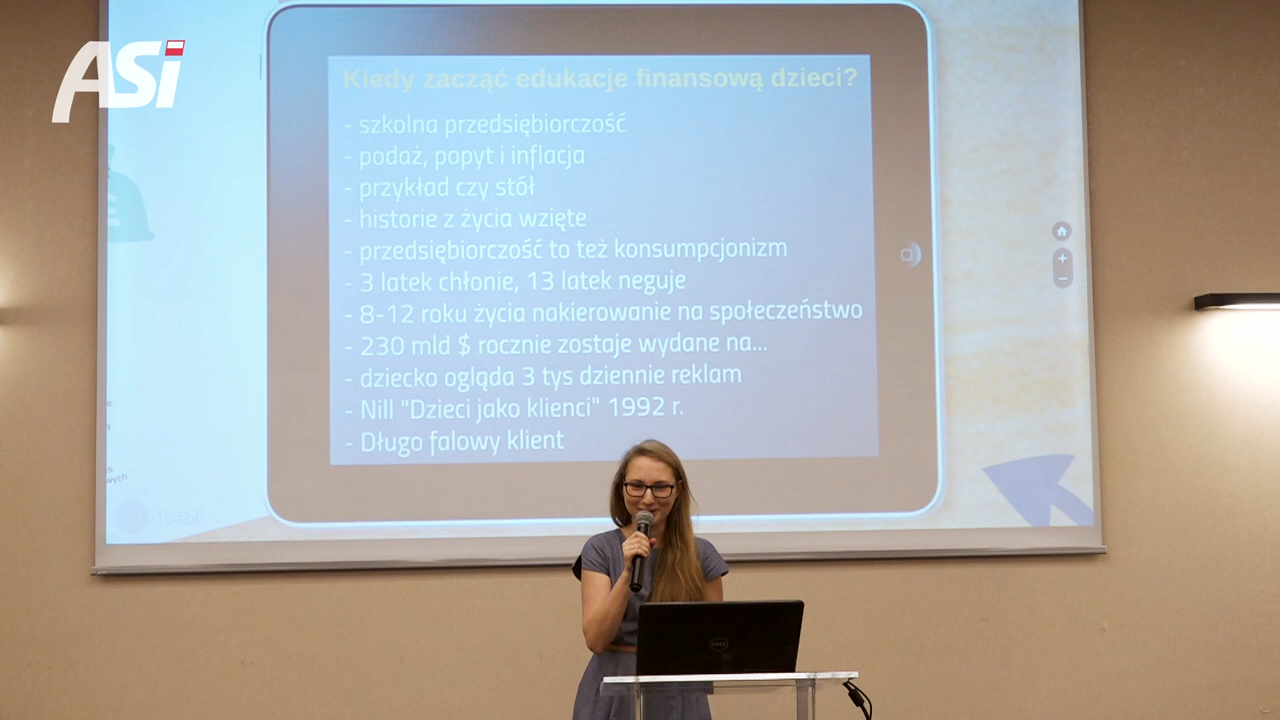 ASi
Kiedy zacząć edukacje finansową dzieci?
- szkolna przedsiębiorczość
- podaż, popyt i inflacja
- przykład czy stół
- historie z życia wzięte
- przedsiębiorczość to też konsumpcjonizm
- 3 latek chłonie, 13 latek neguje
- 8-12 roku życia nakierowanie na społeczeństwo
- 230 mld $ rocznie zostaje wydane na...
- dziecko ogląda 3 tys dziennie reklam
- Nill "Dzieci jako klienci" 1992 r.
- Długo falowy klient
Prezi
DELL